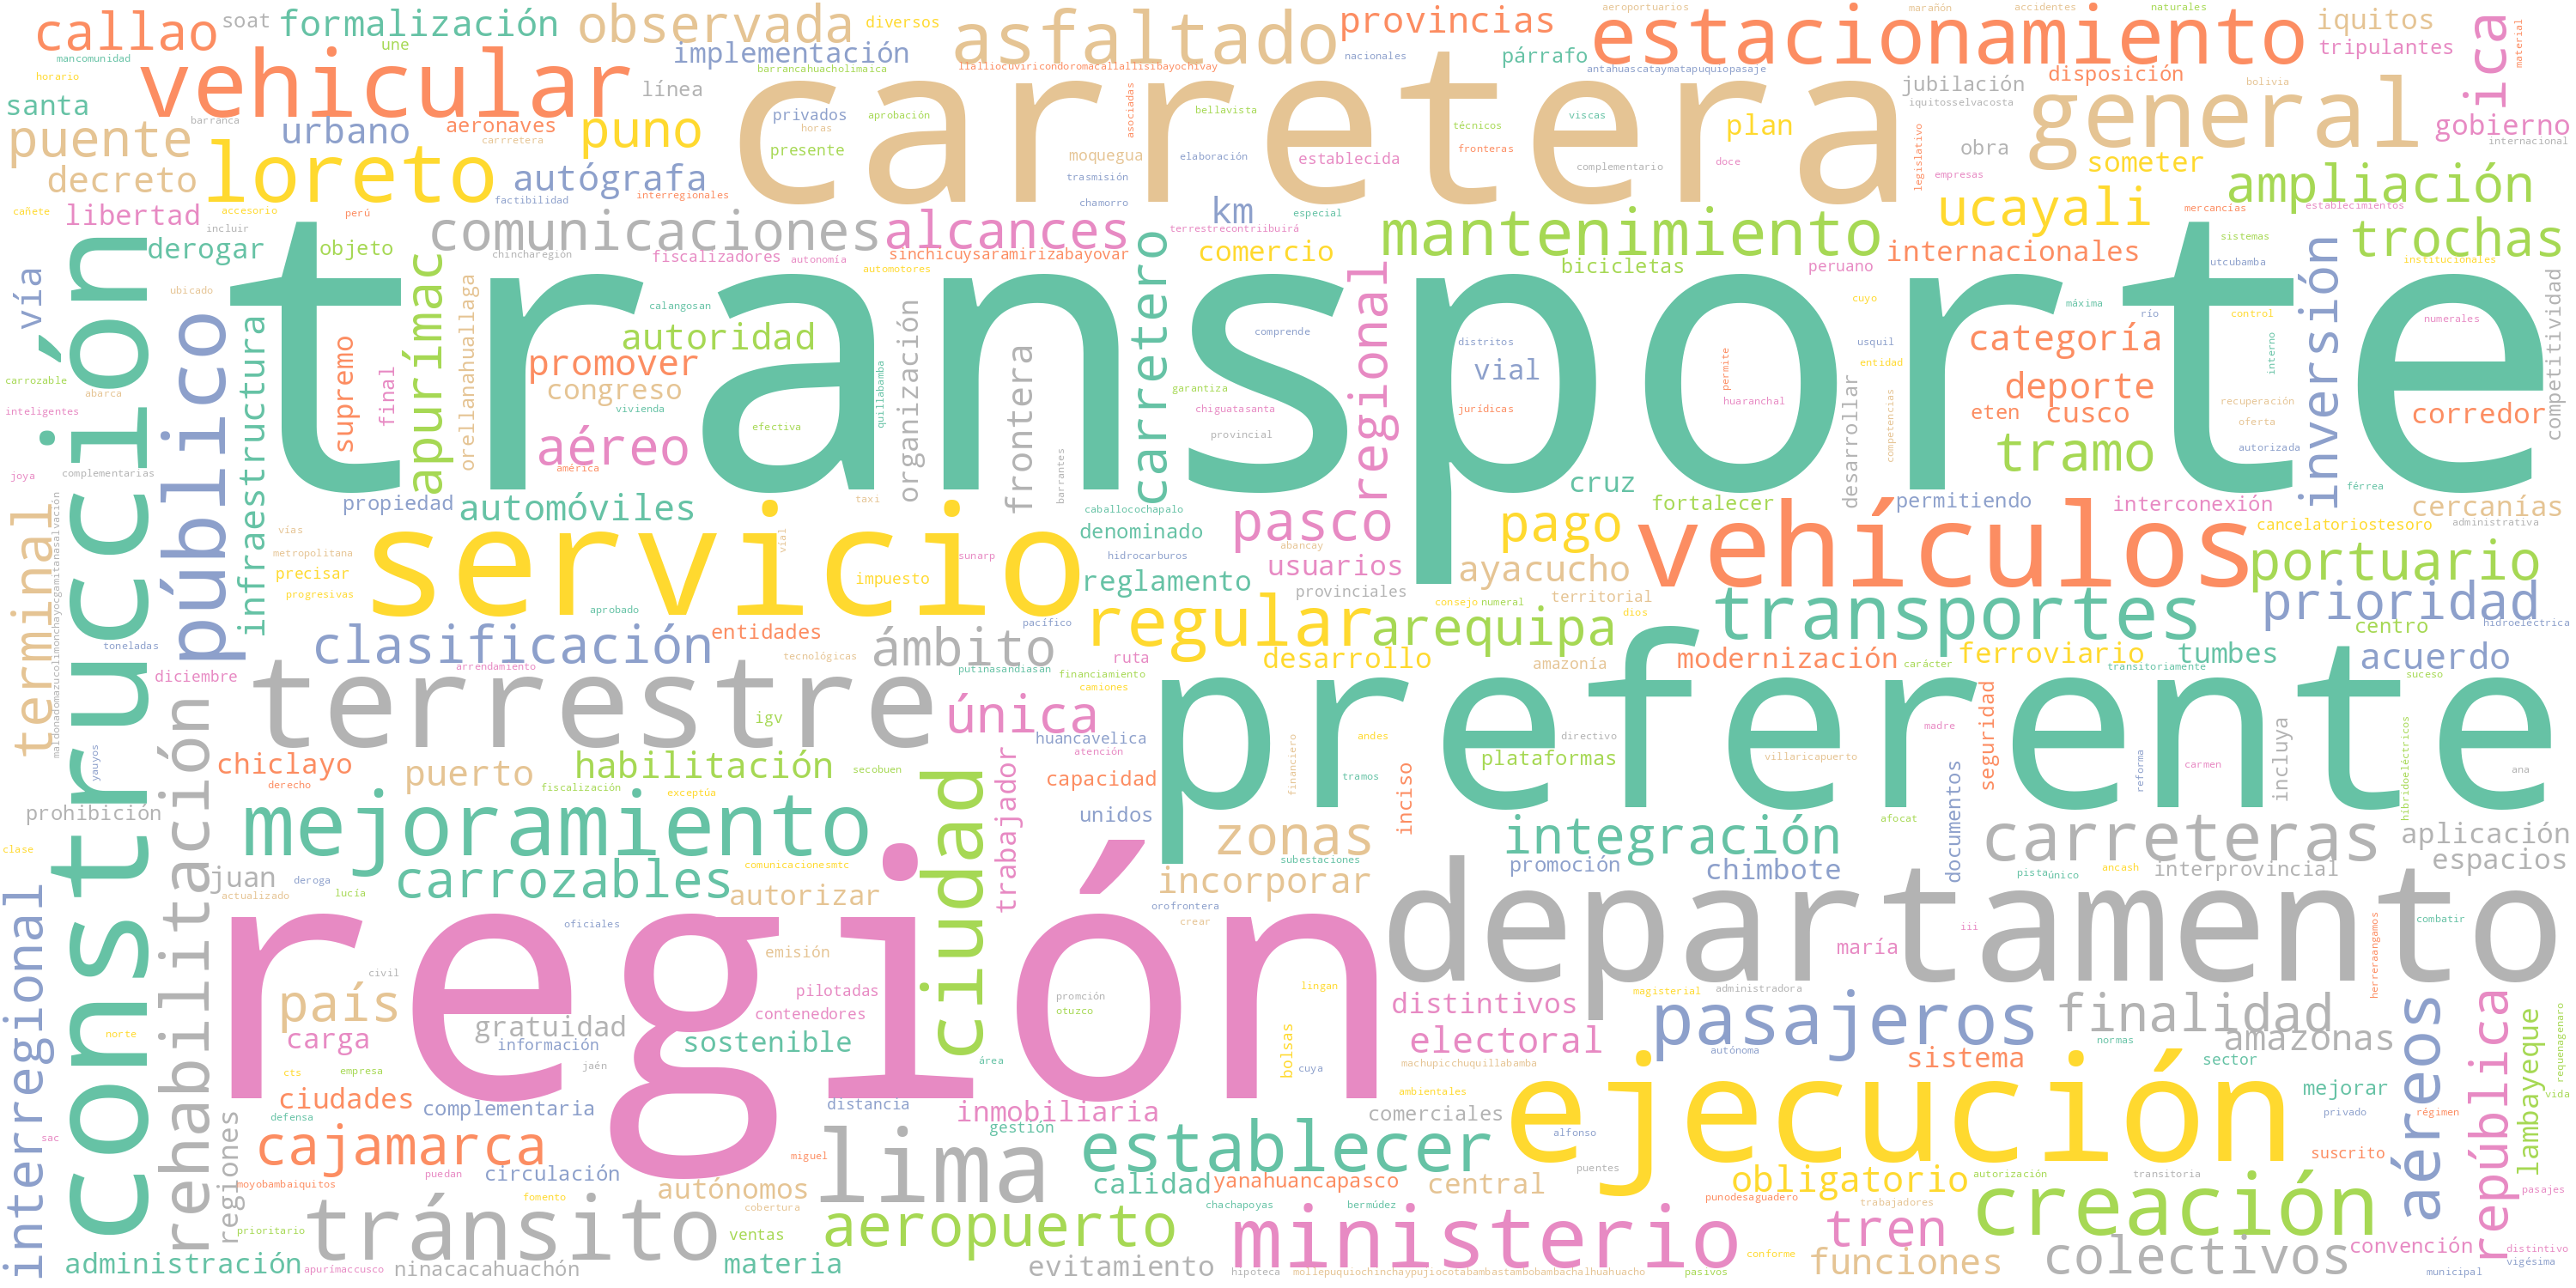 callao
soat
formalización
observada
diversos
asfaltado
provincias
aeroportuarios
marañón
accidentes
naturales
estacionamiento
iquitos
tripulantes
mancomunidad
une
implementación
nacionales
párrafo
material
horario
vehicular
barrancahuacholimaica
llalliocuviricondoromacallallisibayochivay
antahuascataymatapuquiopasaje
disposición
bolivia
jubilación
general
gobica
santa
línea
carretera
asociadas
iquitosselvacosta
puente
barranca
urbano
aeronaves
puno
privados
aprobación
bellavista
técnicos
viscas
plan
gobierno
internacional
horas
carrretera
presente
moquegua
elaboración
establecida
fronteras
complementario
doce
legislativo
obra
someter
empresas
decreto
loreto
autógrafa
trasmisión
ampliación
cañete
libertad
accesorio
perú
factibilidad
interregionales
chamorro
km
especial
ucayali
mercancías
establecimientos
incluir
comunicaciones
alcances
terrestrecontriibuirá
mantenimiento
trochas
derogar
objeto
chincharegión
fiscalizadores
autonomía
sinchicuysaramirizabayovar
comercio
internacionales
sistemas
vía
ubicado
automotores
bicicletas
peruano
utcubamba
institucionales
construcción
público
transporte
apurímac
orellanahuallaga
calangosan
carretero
regional
cuyo
máxima
río
control
numerales
inversión
competitividad
infraestructura
autoridad
organización
comprende
distritos
usquil
categoría
interno
carrozable
supremo
final
promover
frontera
vial
permite
entidad
abarca
congreso
quillabamba
garantiza
huaranchal
deporte
recuperación
inteligentes
vivienda
chiguatasanta
jurídicas
eten
cusco
corredor
efectiva
provincial
desarrollar
competencias
oferta
aéreo
tramo
autorizada
joya
complementarias
américa
barrantes
cruz
férrea
terminal
maldonadomazucolimonchayocgamitanasalvación
propiedad
automóviles
taxi
caballocochapalo
fortalecer
permitiendo
interconexión
cercanías
vías
servicio
víal
denominado
pasco
pago
vehículos
cancelatoriostesoro
administrativa
metropolitana
sunarp
hidrocarburos
abancay
precisar
impuesto
reglamento
usuarios
ayacucho
portuario
progresivas
aprobado
provinciales
territorial
consejo
numeral
dios
prioridad
pacífico
regular
arequipa
transportes
centro
hidroeléctrica
toneladas
clasificación
entidades
ámbito
tecnológicas
ruta
desarrollo
amazonía
modernización
carácter
ferroviario
tumbes
acuerdo
diciembre
arrendamiento
putinasandiasan
financiamiento
transitoriamente
suceso
terrestre
camiones
preferente
rehabilitación
igv
única
madre
seguridad
yauyos
huancavelica
andes
directivo
incluya
hibridoeléctricos
chiclayo
puerto
habilitación
secobuen
atención
financiero
plataformas
villaricapuerto
documentos
reforma
carmen
ana
derecho
fiscalización
exceptúa
ciudad
trabajador
capacidad
tramos
prohibición
mejoramiento
unidos
inciso
afocat
clase
zonas
integración
carreteras
aplicación
comunicacionesmtc
subestaciones
promoción
chimbote
espacios
juan
deroga
carrozables
pista
único
ancash
interprovincial
actualizado
lucía
autorizar
incorporar
departamento
interregional
región
oficiales
orofrontera
crear
iii
combatir
emisión
maría
herreraangamos
civil
pilotadas
lingan
magisterial
administradora
país
promción
distintivos
pasajeros
finalidad
aéreos
república
norte
gratuidad
contenedores
otuzco
amazonas
lambayeque
requenagenaro
carga
información
sostenible
bolsas
electoral
autónoma
normas
jaén
área
cuya
machupicchuquillabamba
sistema
sector
cts
empresa
ambientales
ejecución
mejorar
vida
ciudades
complementaria
distancia
inmobiliaria
comerciales
privado
régimen
defensa
gestión
regiones
sac
cajamarca
miguel
lima
establecer
alfonso
suscrito
puedan
circulación
puentes
moyobambaiquitos
autónomos
calidad
yanahuancapasco
central
obligatorio
autorización
transitoria
fomento
punodesaguadero
trabajadores
pasajes
cobertura
chachapoyas
bermúdez
prioritario
tránsito
ventas
aeropuerto
ministerio
tren
creación
convención
distintivo
administración
apurímaccusco
ninacacahuachón
materia
evitamiento
hipoteca
mollepuquiochinchaypujiocotabambastambobambachalhuahuacho
pasivos
conforme
funciones
colectivos
municipal
vigésima